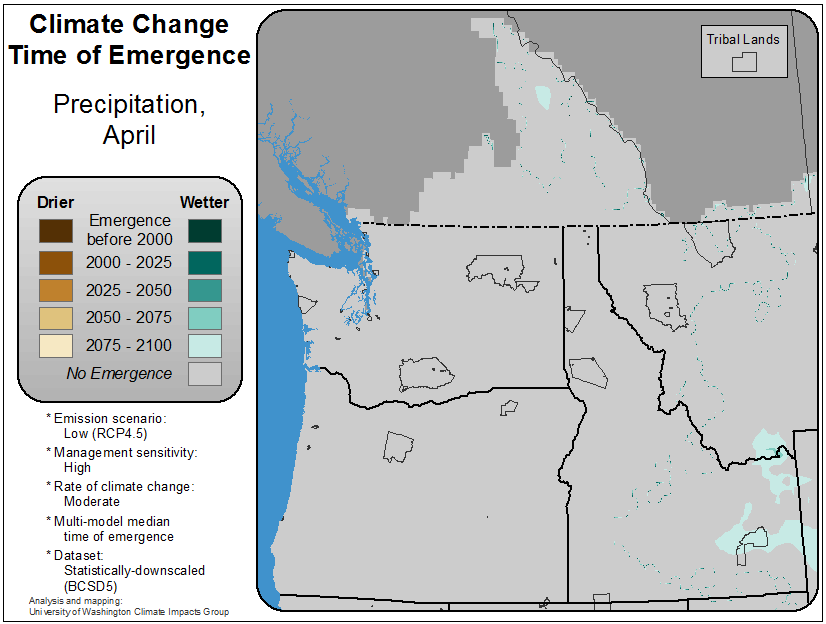 Climate Change
Time of Emergence
Precipitation,
April
Drier
Wetter
Emergence
before 2000
2000 - 2025
2025 - 2050
2050 - 2075
2075 - 2100
No Emergence
* Emission scenario:
Low (RCP4.5)
* Management sensitivity:
High
* Rate of climate change:
Moderate
* Multi-model median
time of emergence
* Dataset:
Statistically-downscaled
(BCSD5)
Analysis and mapping:
University of Washington Climate Impacts Group
Tribal Lands